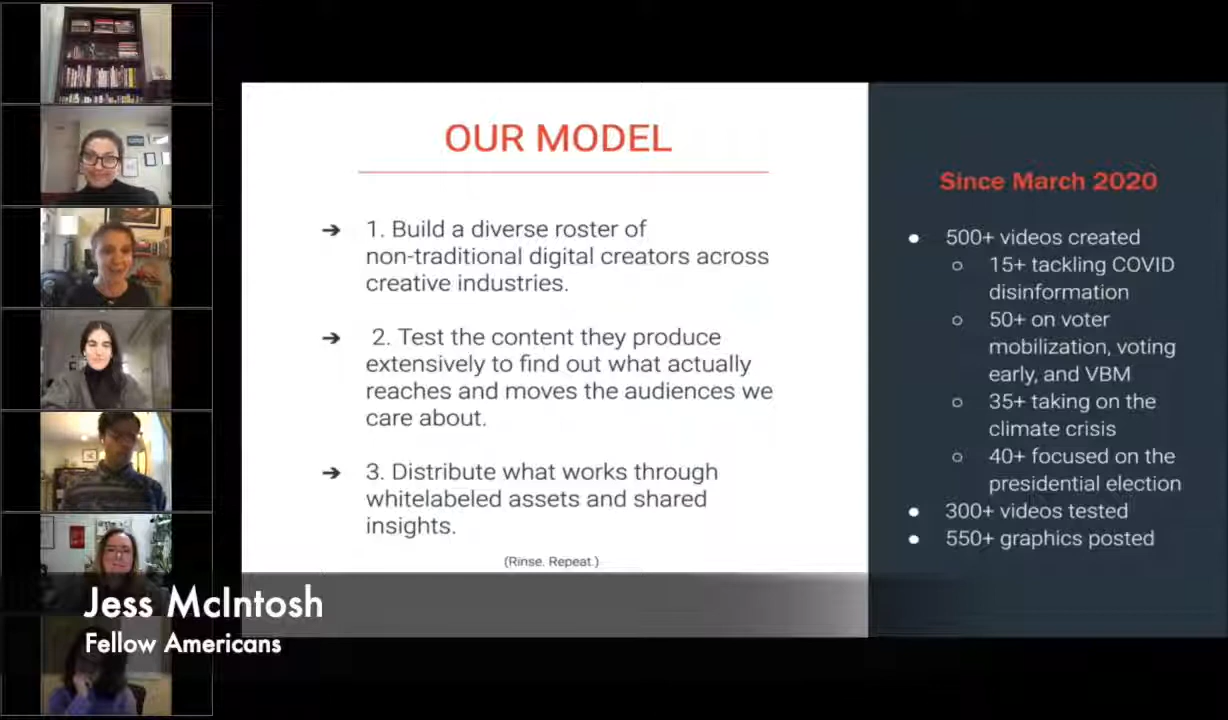 OUR MODEL
➔ 1. Build a diverse roster of
non-traditional digital creators across
creative industries.
➔ 2. Test the content they produce
extensively to find out what actually
reaches and moves the audiences we
care about.
➔ 3. Distribute what works through
whitelabeled assets and shared
insights.
(Rinse. Repeat.)
Since March 2020
● 500+ videos created
○ 15+ tackling COVID
disinformation
○ 50+ on voter
mobilization, voting
early, and VBM
○ 35+ taking on the
climate crisis
○ 40+ focused on the
presidential election
● 300+ videos tested
● 550+ graphics posted
Jess McIntosh
Fellow Americans